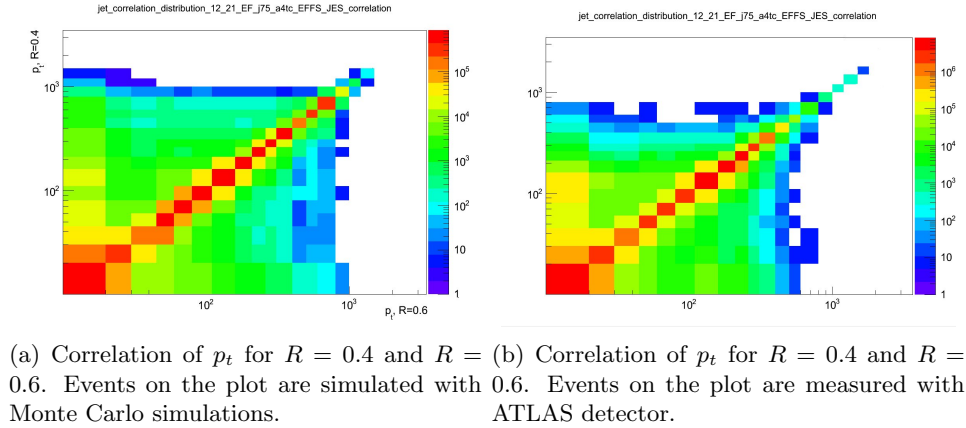 jet_correlation_distribution_12_21_EF_j75_a4tc_EFFS_JES_correlation
p_t, R=0.4
10^3
10^2
10^2
10^3
p_t, R=0.6
10^5
10^4
10^3
10^2
10
1
jet_correlation_distribution_12_21_EF_j75_a4tc_EFFS_JES_correlation
10^3
10^2
10^2
10^3
10^6
10^5
10^4
10^3
10^2
10
1
(a) Correlation of p_t for R = 0.4 and R =
0.6. Events on the plot are simulated with
Monte Carlo simulations.
(b) Correlation of p_t for R = 0.4 and R =
0.6. Events on the plot are measured with
ATLAS detector.